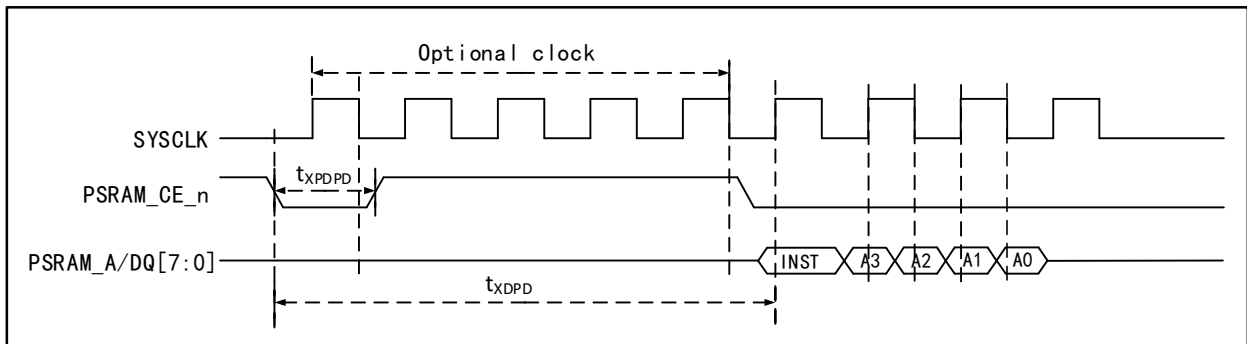 Optional clock
SYSCLK
tXPDPD
PSRAM_CE_n
PSRAM_A/DQ[7:0]
INST A3 A2 A1 A0
tXDPD